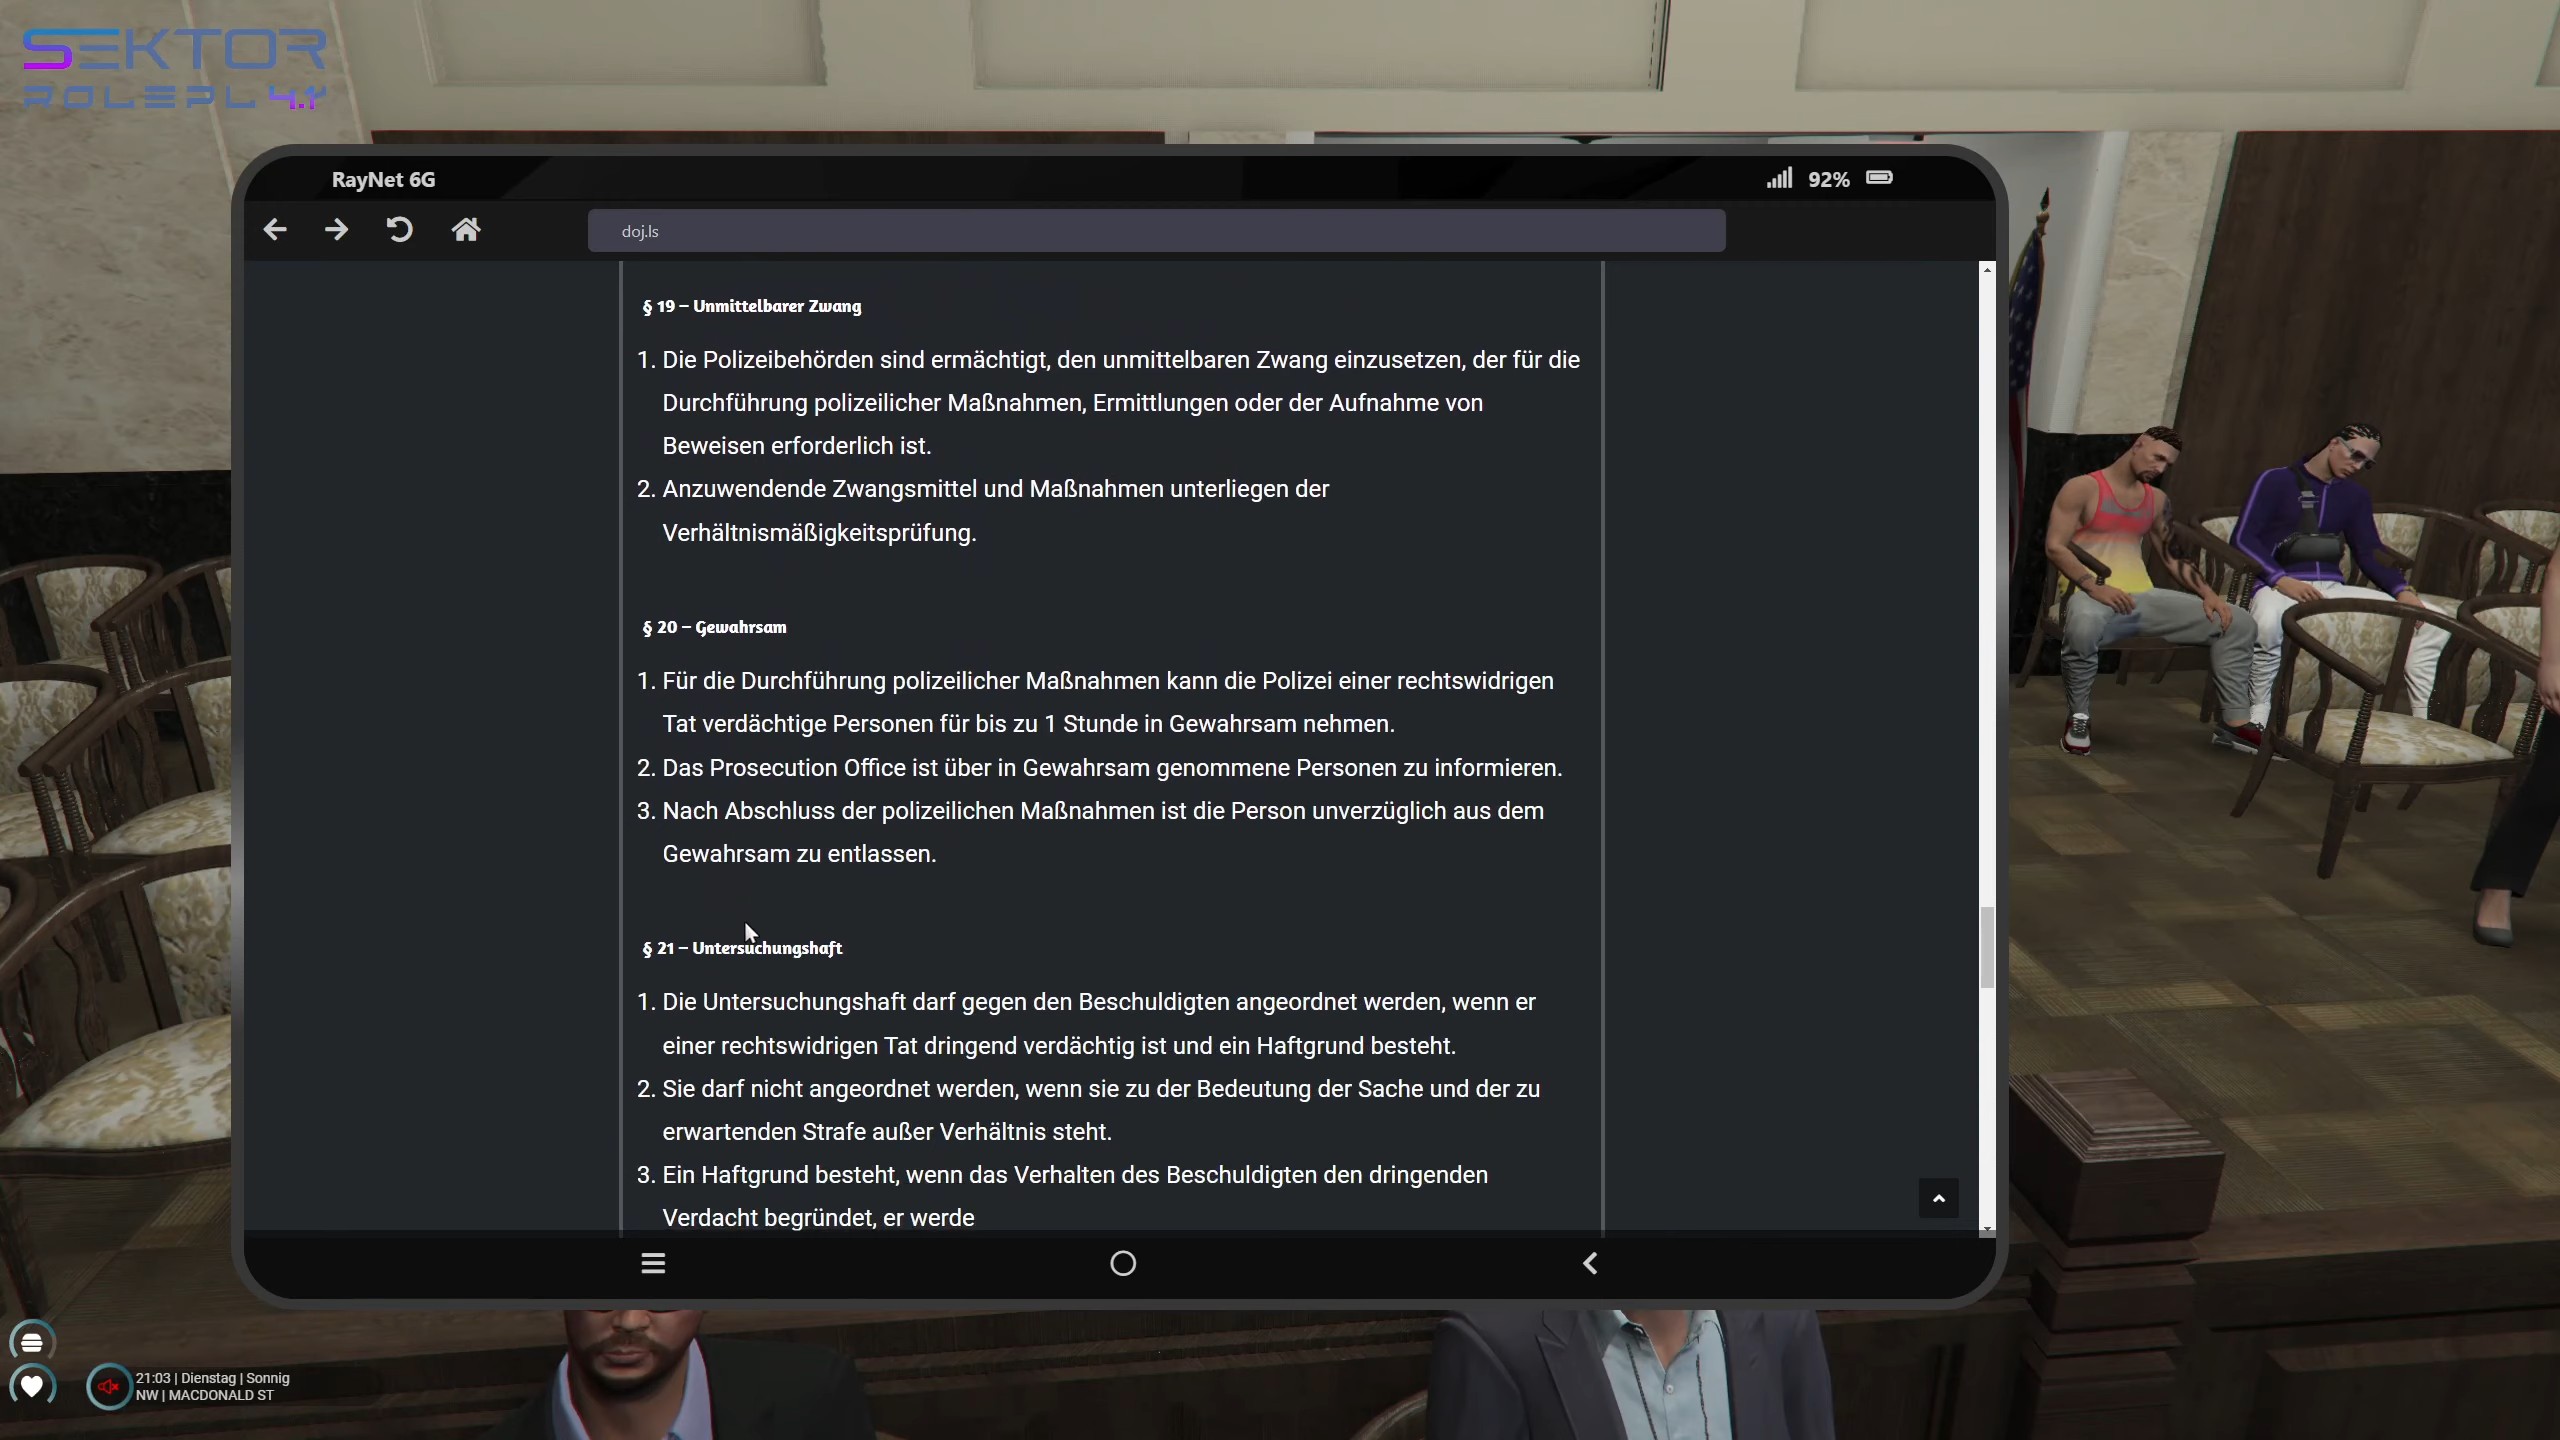 SEKTOR
ROLEPL4.Y
RayNet 6G
92%
doj.ls
§ 19 – Unmittelbarer Zwang
1. Die Polizeibehörden sind ermächtigt, den unmittelbaren Zwang einzusetzen, der für die
Durchführung polizeilicher Maßnahmen, Ermittlungen oder der Aufnahme von
Beweisen erforderlich ist.
2. Anzuwendende Zwangsmittel und Maßnahmen unterliegen der
Verhältnismäßigkeitsprüfung.
§ 20 – Gewahrsam
1. Für die Durchführung polizeilicher Maßnahmen kann die Polizei einer rechtswidrigen
Tat verdächtige Personen für bis zu 1 Stunde in Gewahrsam nehmen.
2. Das Prosecution Office ist über in Gewahrsam genommene Personen zu informieren.
3. Nach Abschluss der polizeilichen Maßnahmen ist die Person unverzüglich aus dem
Gewahrsam zu entlassen.
§ 21 – Untersuchungshaft
1. Die Untersuchungshaft darf gegen den Beschuldigten angeordnet werden, wenn er
einer rechtswidrigen Tat dringend verdächtig ist und ein Haftgrund besteht.
2. Sie darf nicht angeordnet werden, wenn sie zu der Bedeutung der Sache und der zu
erwartenden Strafe außer Verhältnis steht.
3. Ein Haftgrund besteht, wenn das Verhalten des Beschuldigten den dringenden
Verdacht begründet, er werde
21:03 | Dienstag | Sonnig
NW | MACDONALD ST